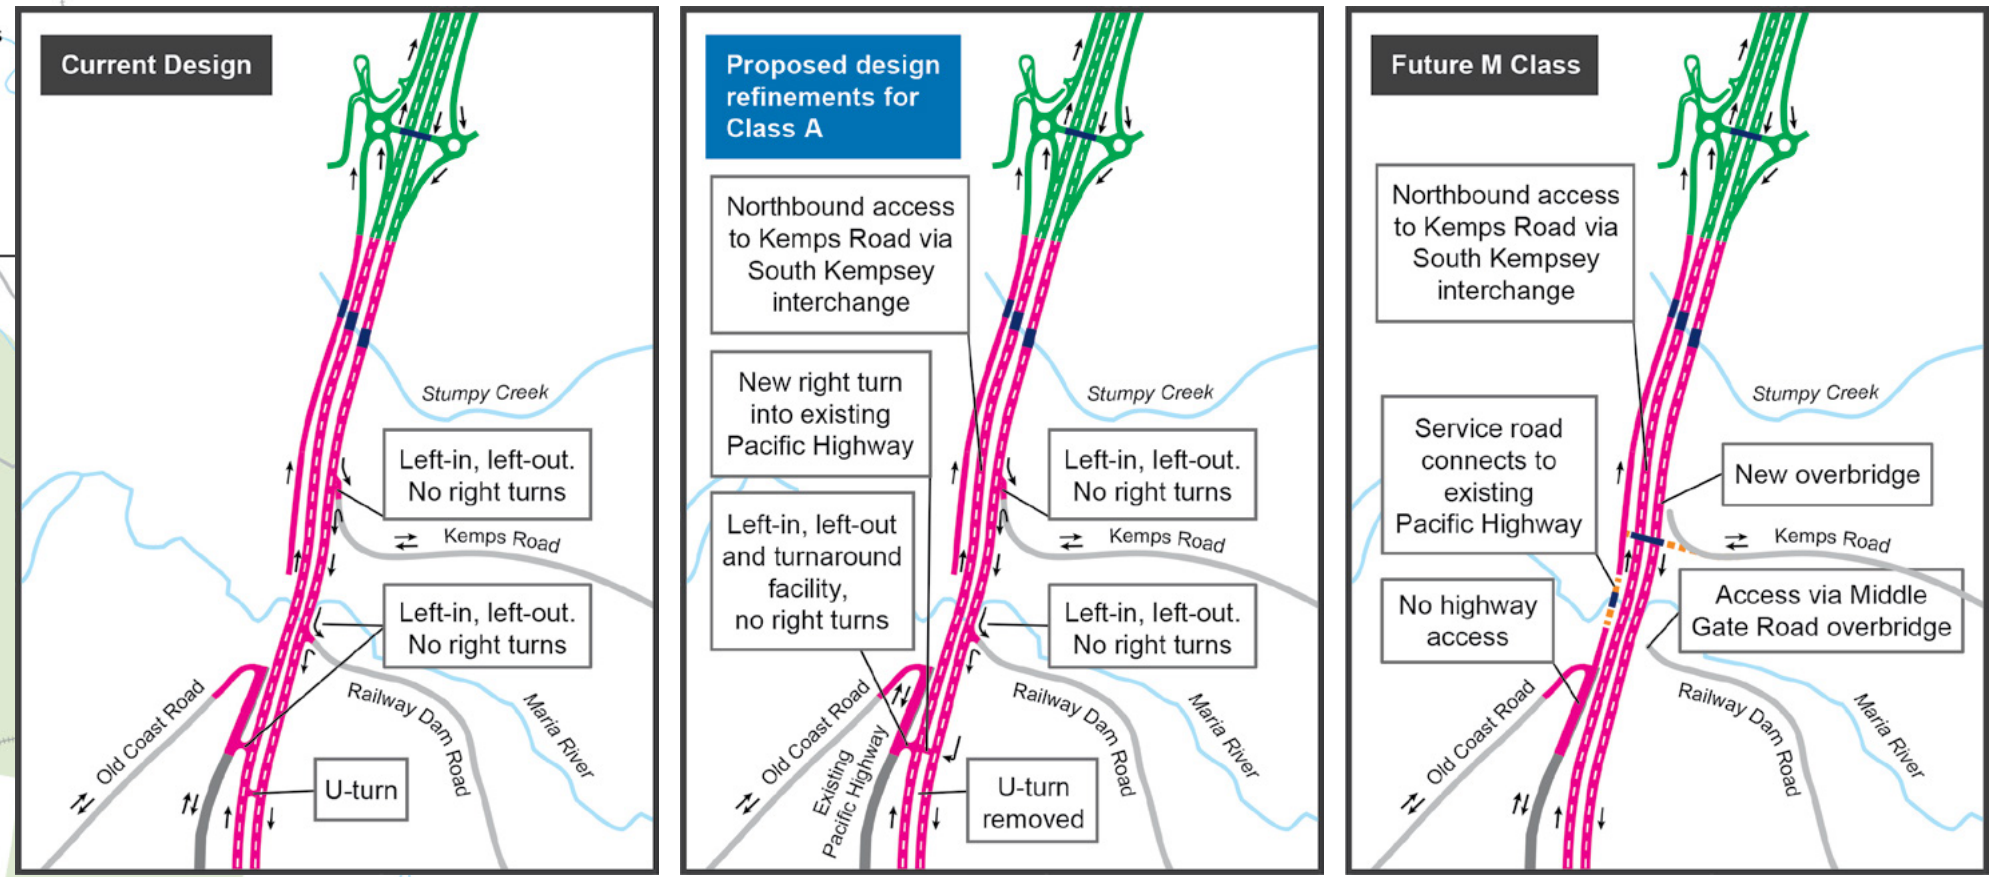 Current Design
Stumpy Creek
Left-in, left-out.
No right turns
Kemps Road
Left-in, left-out.
No right turns
Old Coast Road
Railway Dam Road
Maria River
U-turn
Proposed design
refinements for
Class A
Northbound access
to Kemps Road via
South Kempsey
interchange
New right turn
into existing
Pacific Highway
Stumpy Creek
Left-in, left-out.
No right turns
Left-in, left-out
and turnaround
facility,
no right turns
Kemps Road
Left-in, left-out.
No right turns
Old Coast Road
Existing
Pacific Highway
Railway Dam Road
Maria River
U-turn
removed
Future M Class
Northbound access
to Kemps Road via
South Kempsey
interchange
Stumpy Creek
Service road
connects to
existing
Pacific Highway
New overbridge
Kemps Road
No highway
access
Access via Middle
Gate Road overbridge
Old Coast Road
Railway Dam Road
Maria River